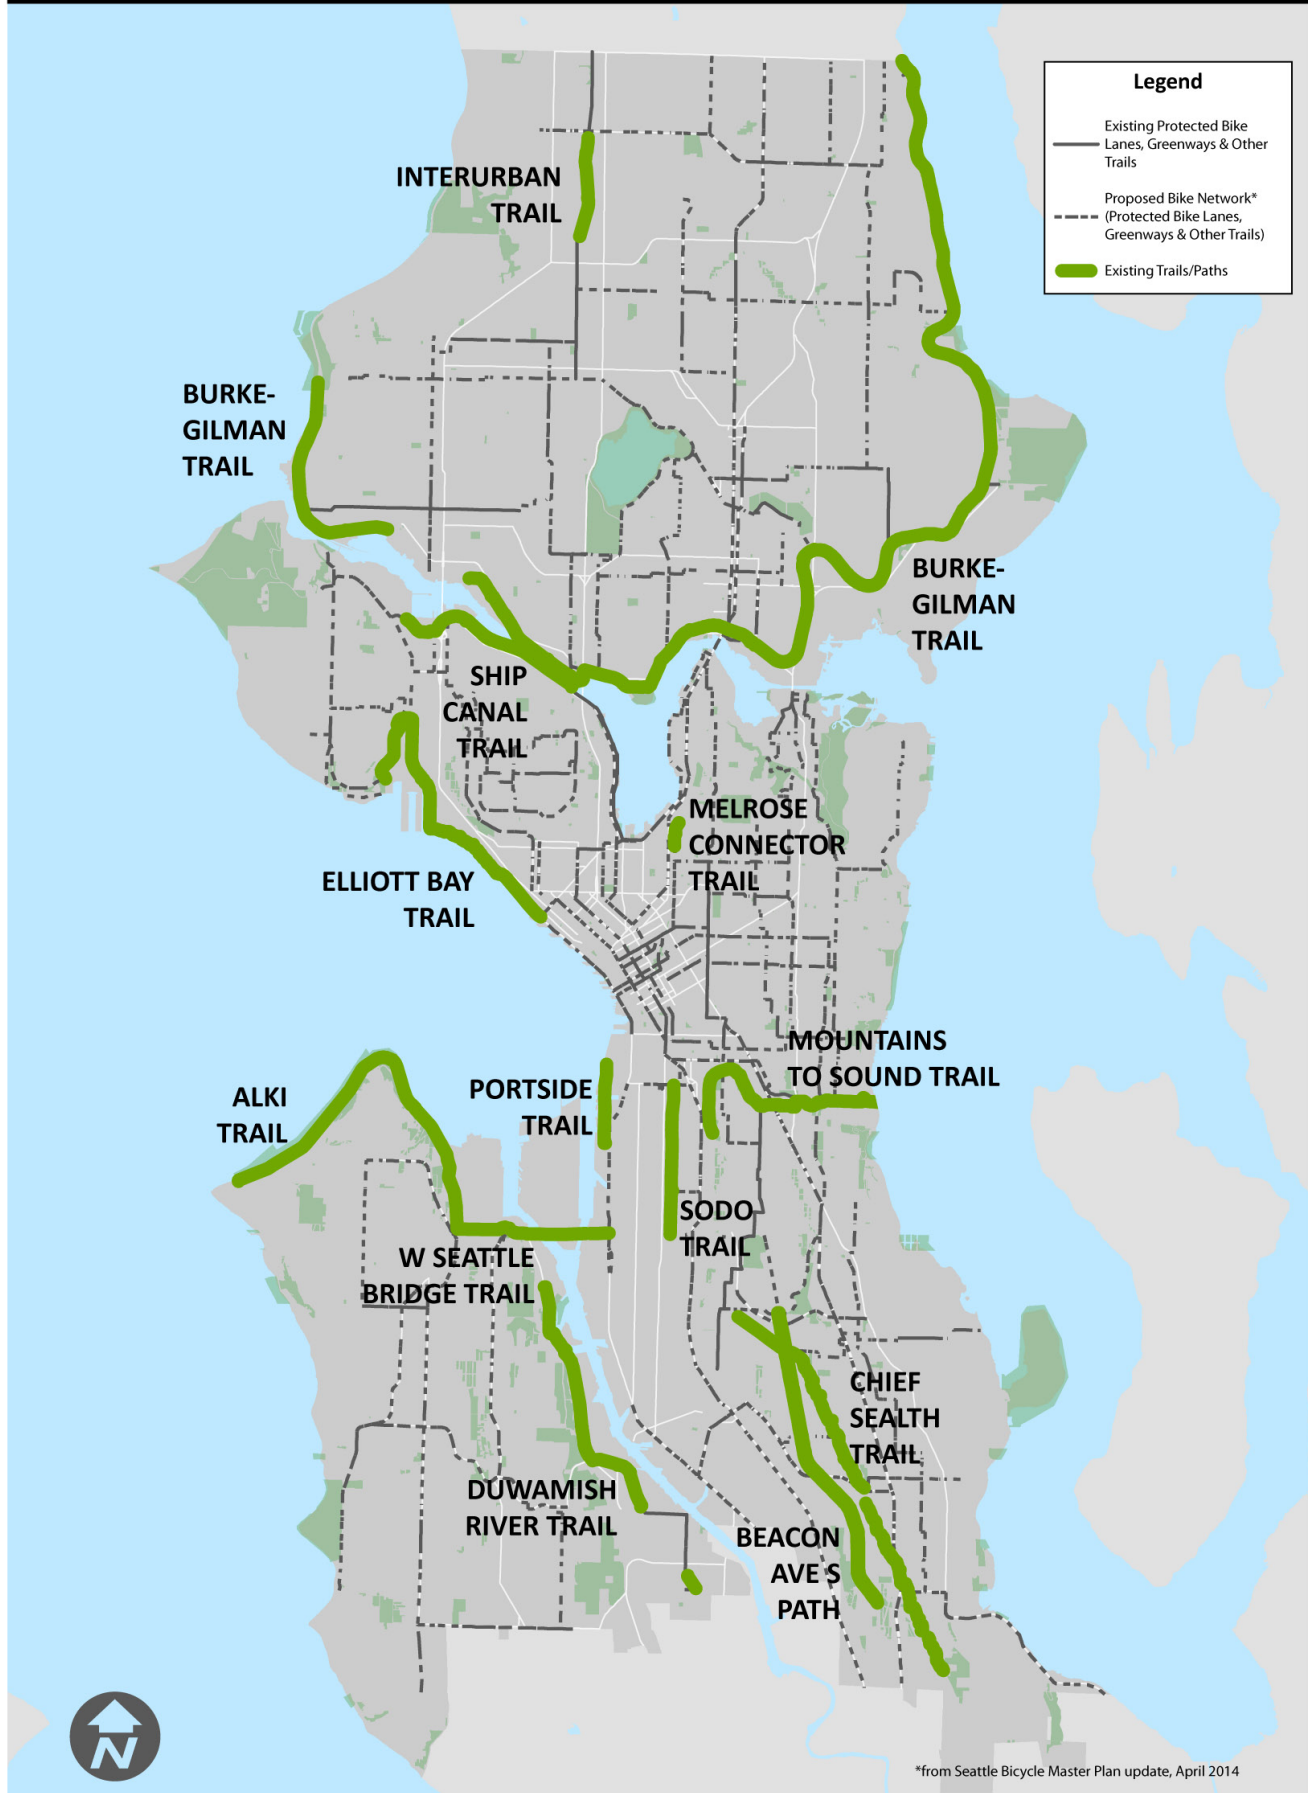 Legend
Existing Protected Bike
Lanes, Greenways & Other
Trails
Proposed Bike Network*
(Protected Bike Lanes,
Greenways & Other Trails)
Existing Trails/Paths
INTERURBAN
TRAIL
BURKE-
GILMAN
TRAIL
BURKE-
GILMAN
TRAIL
SHIP
CANAL
TRAIL
MELROSE
CONNECTOR
TRAIL
ELLIOTT BAY
TRAIL
MOUNTAINS
TO SOUND TRAIL
PORTSIDE
TRAIL
ALKI
TRAIL
SODO
TRAIL
W SEATTLE
BRIDGE TRAIL
CHIEF
SEALTH
TRAIL
DUWAMISH
RIVER TRAIL
BEACON
AVE S
PATH
N
*from Seattle Bicycle Master Plan update, April 2014